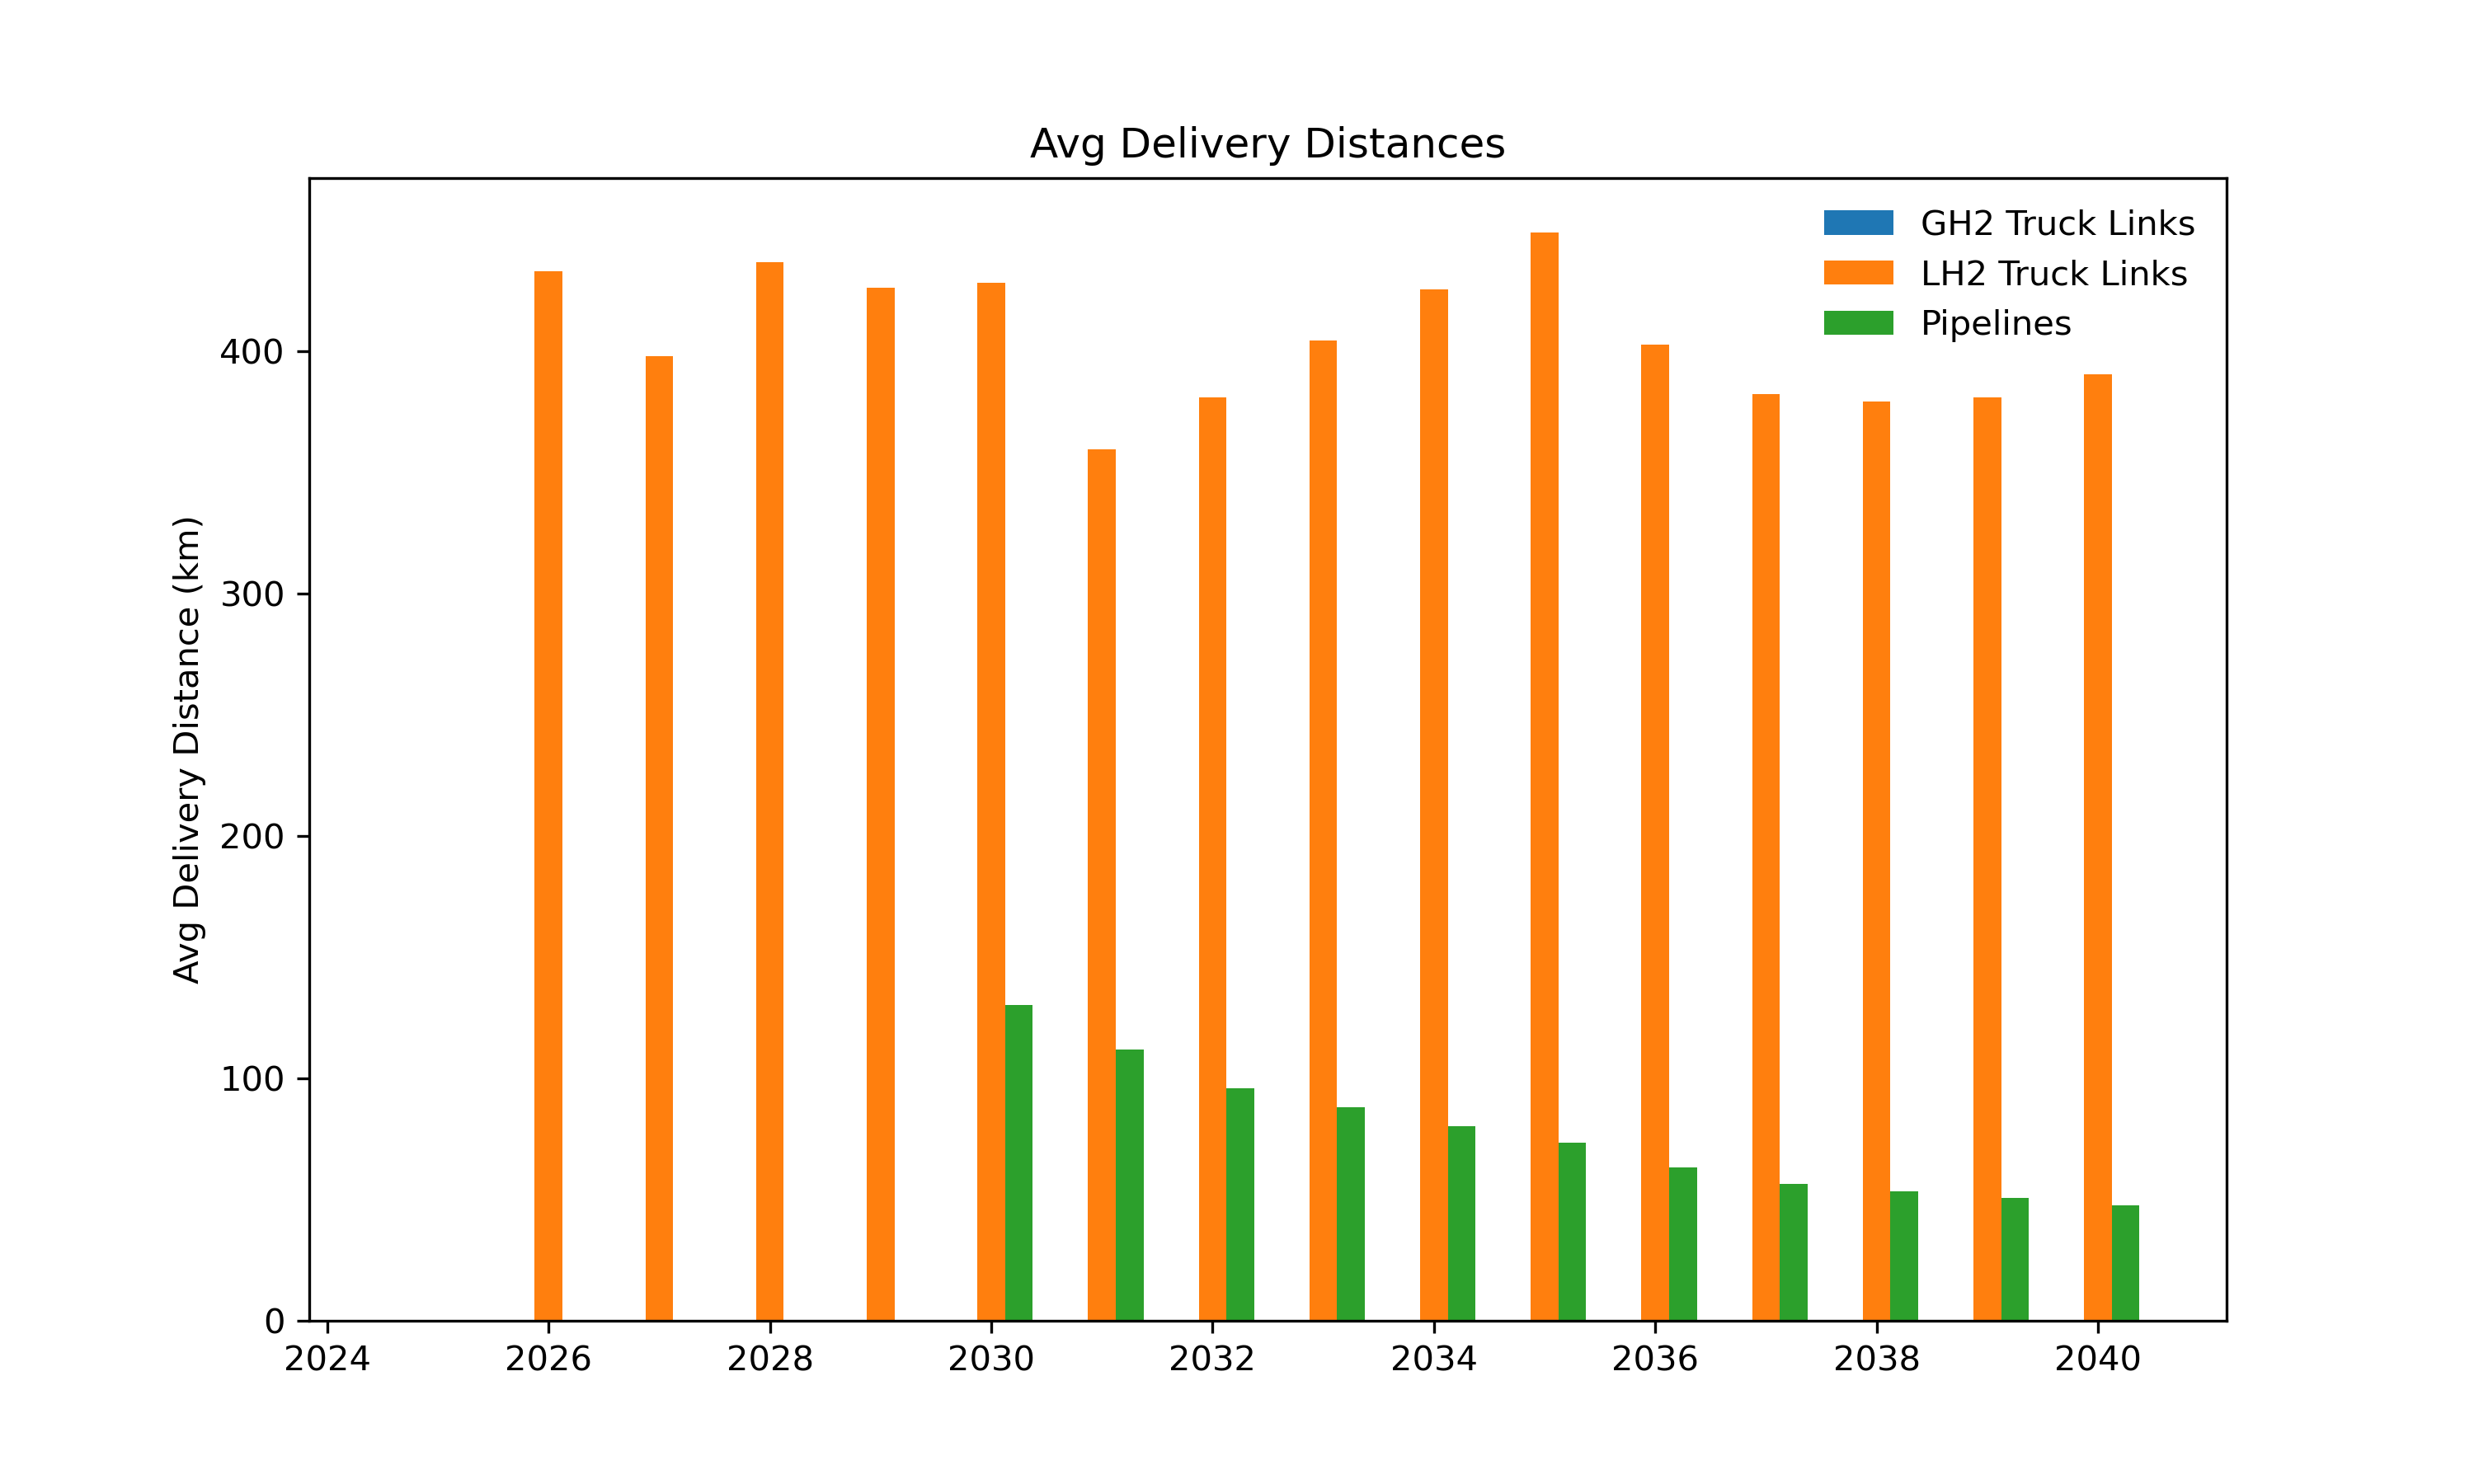 Avg Delivery Distances
GH2 Truck Links
LH2 Truck Links
Pipelines
Avg Delivery Distance (km)
400
300
200
100
0
2024 2026 2028 2030 2032 2034 2036 2038 2040